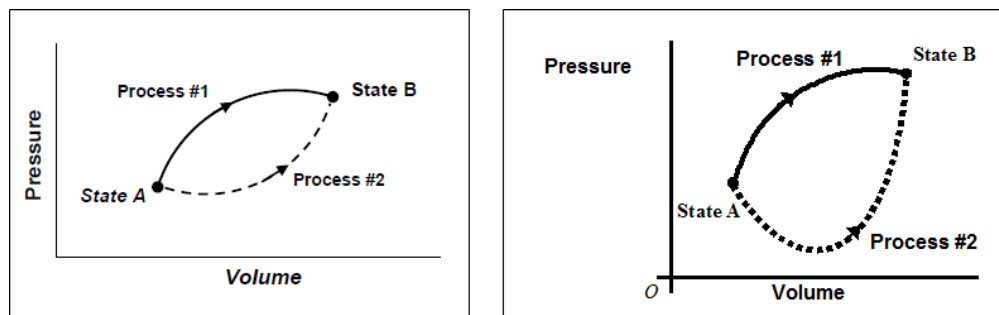 Pressure
Process #1
State B
State A
Process #2
Volume
Pressure
Process #1
State B
State A
Process #2
O
Volume